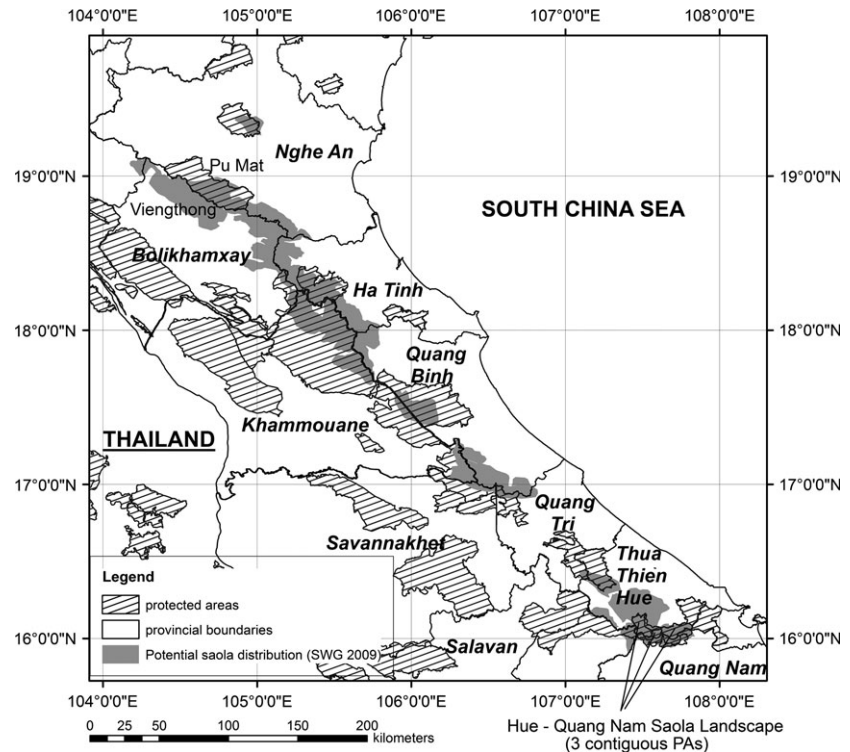 104°0'0"E 105°0'0"E 106°0'0"E 107°0'0"E 108°0'0"E
Nghe An
19°0'0"N 19°0'0"N
Pu Mat
Viengthong
SOUTH CHINA SEA
Bolikhamxay
Ha Tinh
18°0'0"N 18°0'0"N
Quang
Binh
Khammouane
THAILAND
17°0'0"N 17°0'0"N
Quang
Tri
Savannakhet
Thua
Thien
Hue
Legend
protected areas
provincial boundaries
Potential saola distribution (SWG 2009)
16°0'0"N 16°0'0"N
Salavan
Quang Nam
104°0'0"E 105°0'0"E 106°0'0"E 107°0'0"E 108°0'0"E
0 25 50 100 150 200
kilometers
Hue - Quang Nam Saola Landscape
(3 contiguous PAs)